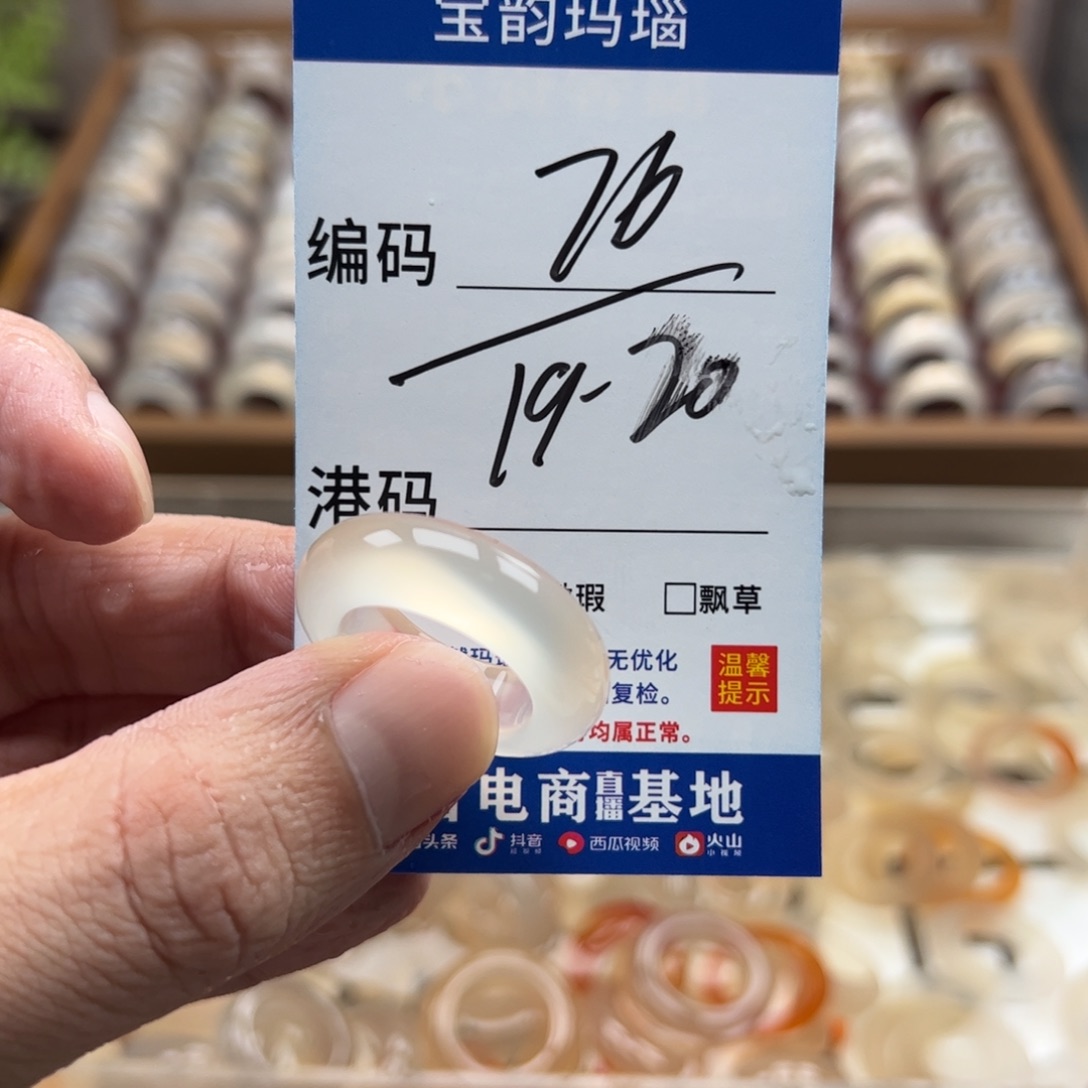 宝韵玛瑙
编码 76
19-20
港码
瑕 □飘草
玛 无优化
复检。
均属正常。
温馨
提示
电商直播基地
头条 抖音 西瓜视频 火山